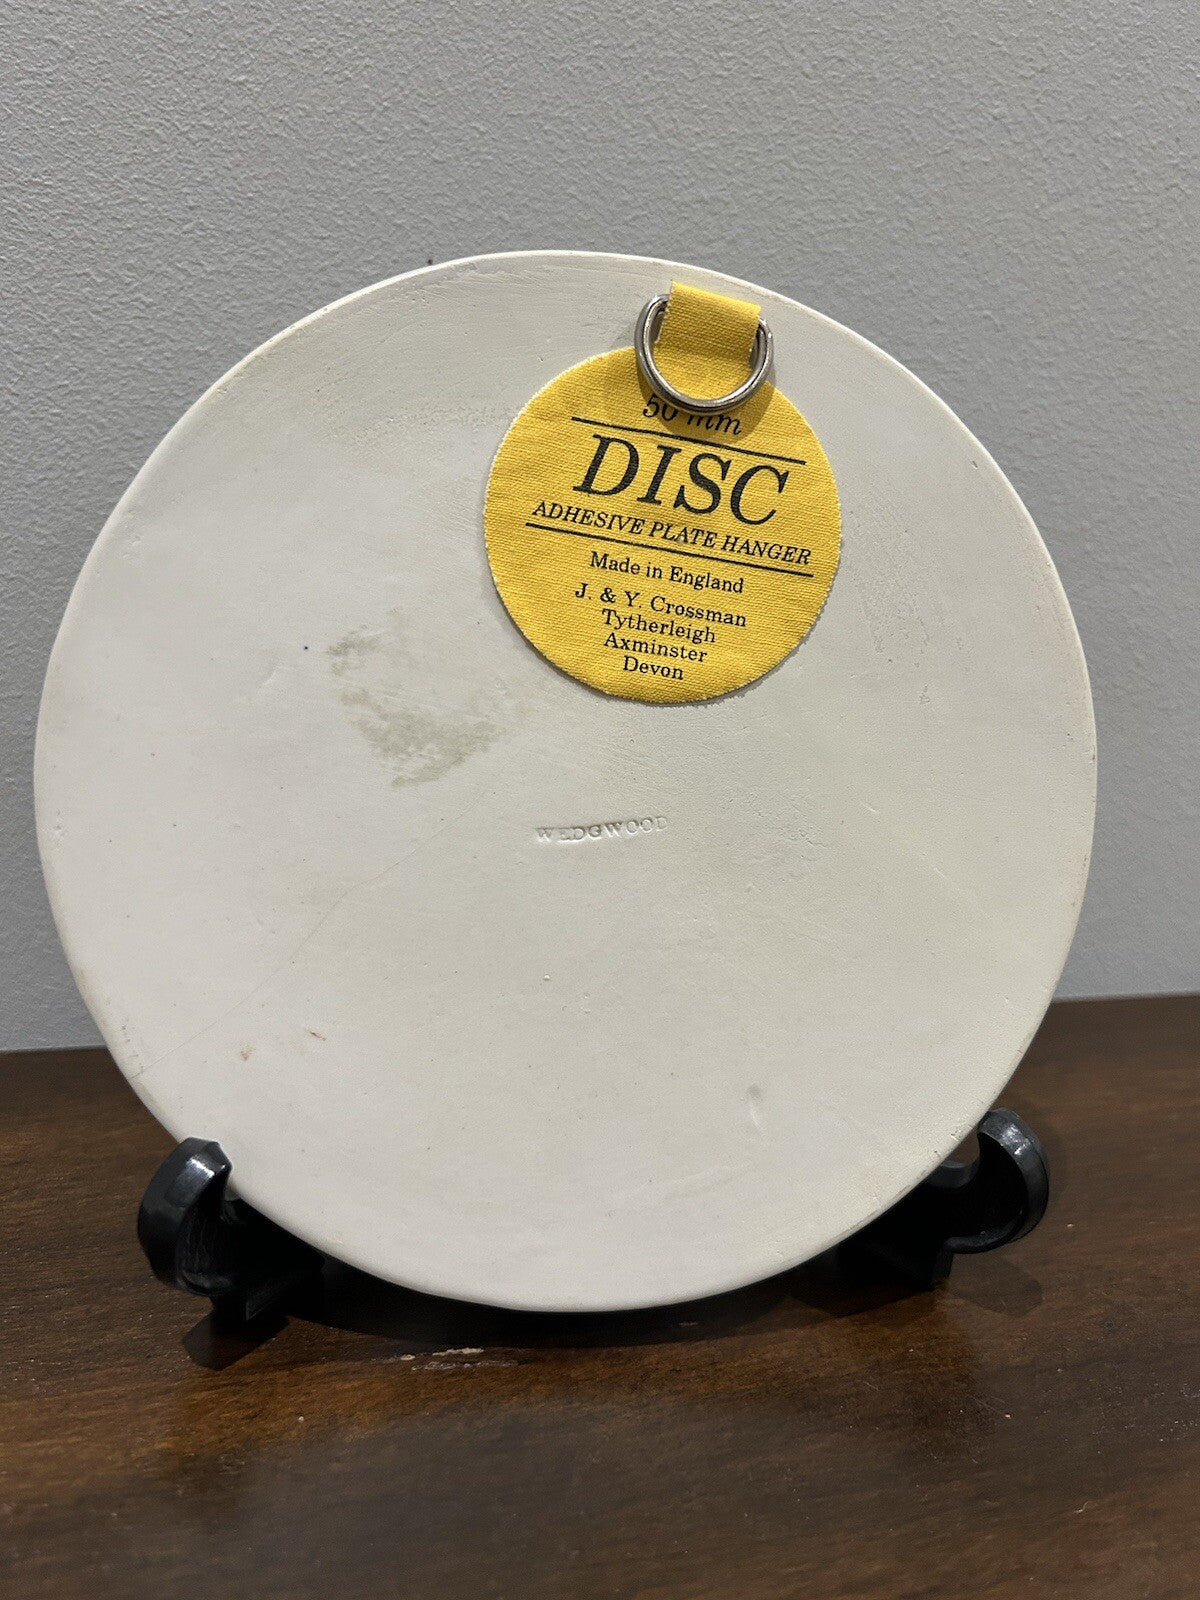 50 mm
DISC
ADHESIVE PLATE HANGER
Made in England
J. & Y. Crossman
Tytherleigh
Axminster
Devon
WEDGWOOD